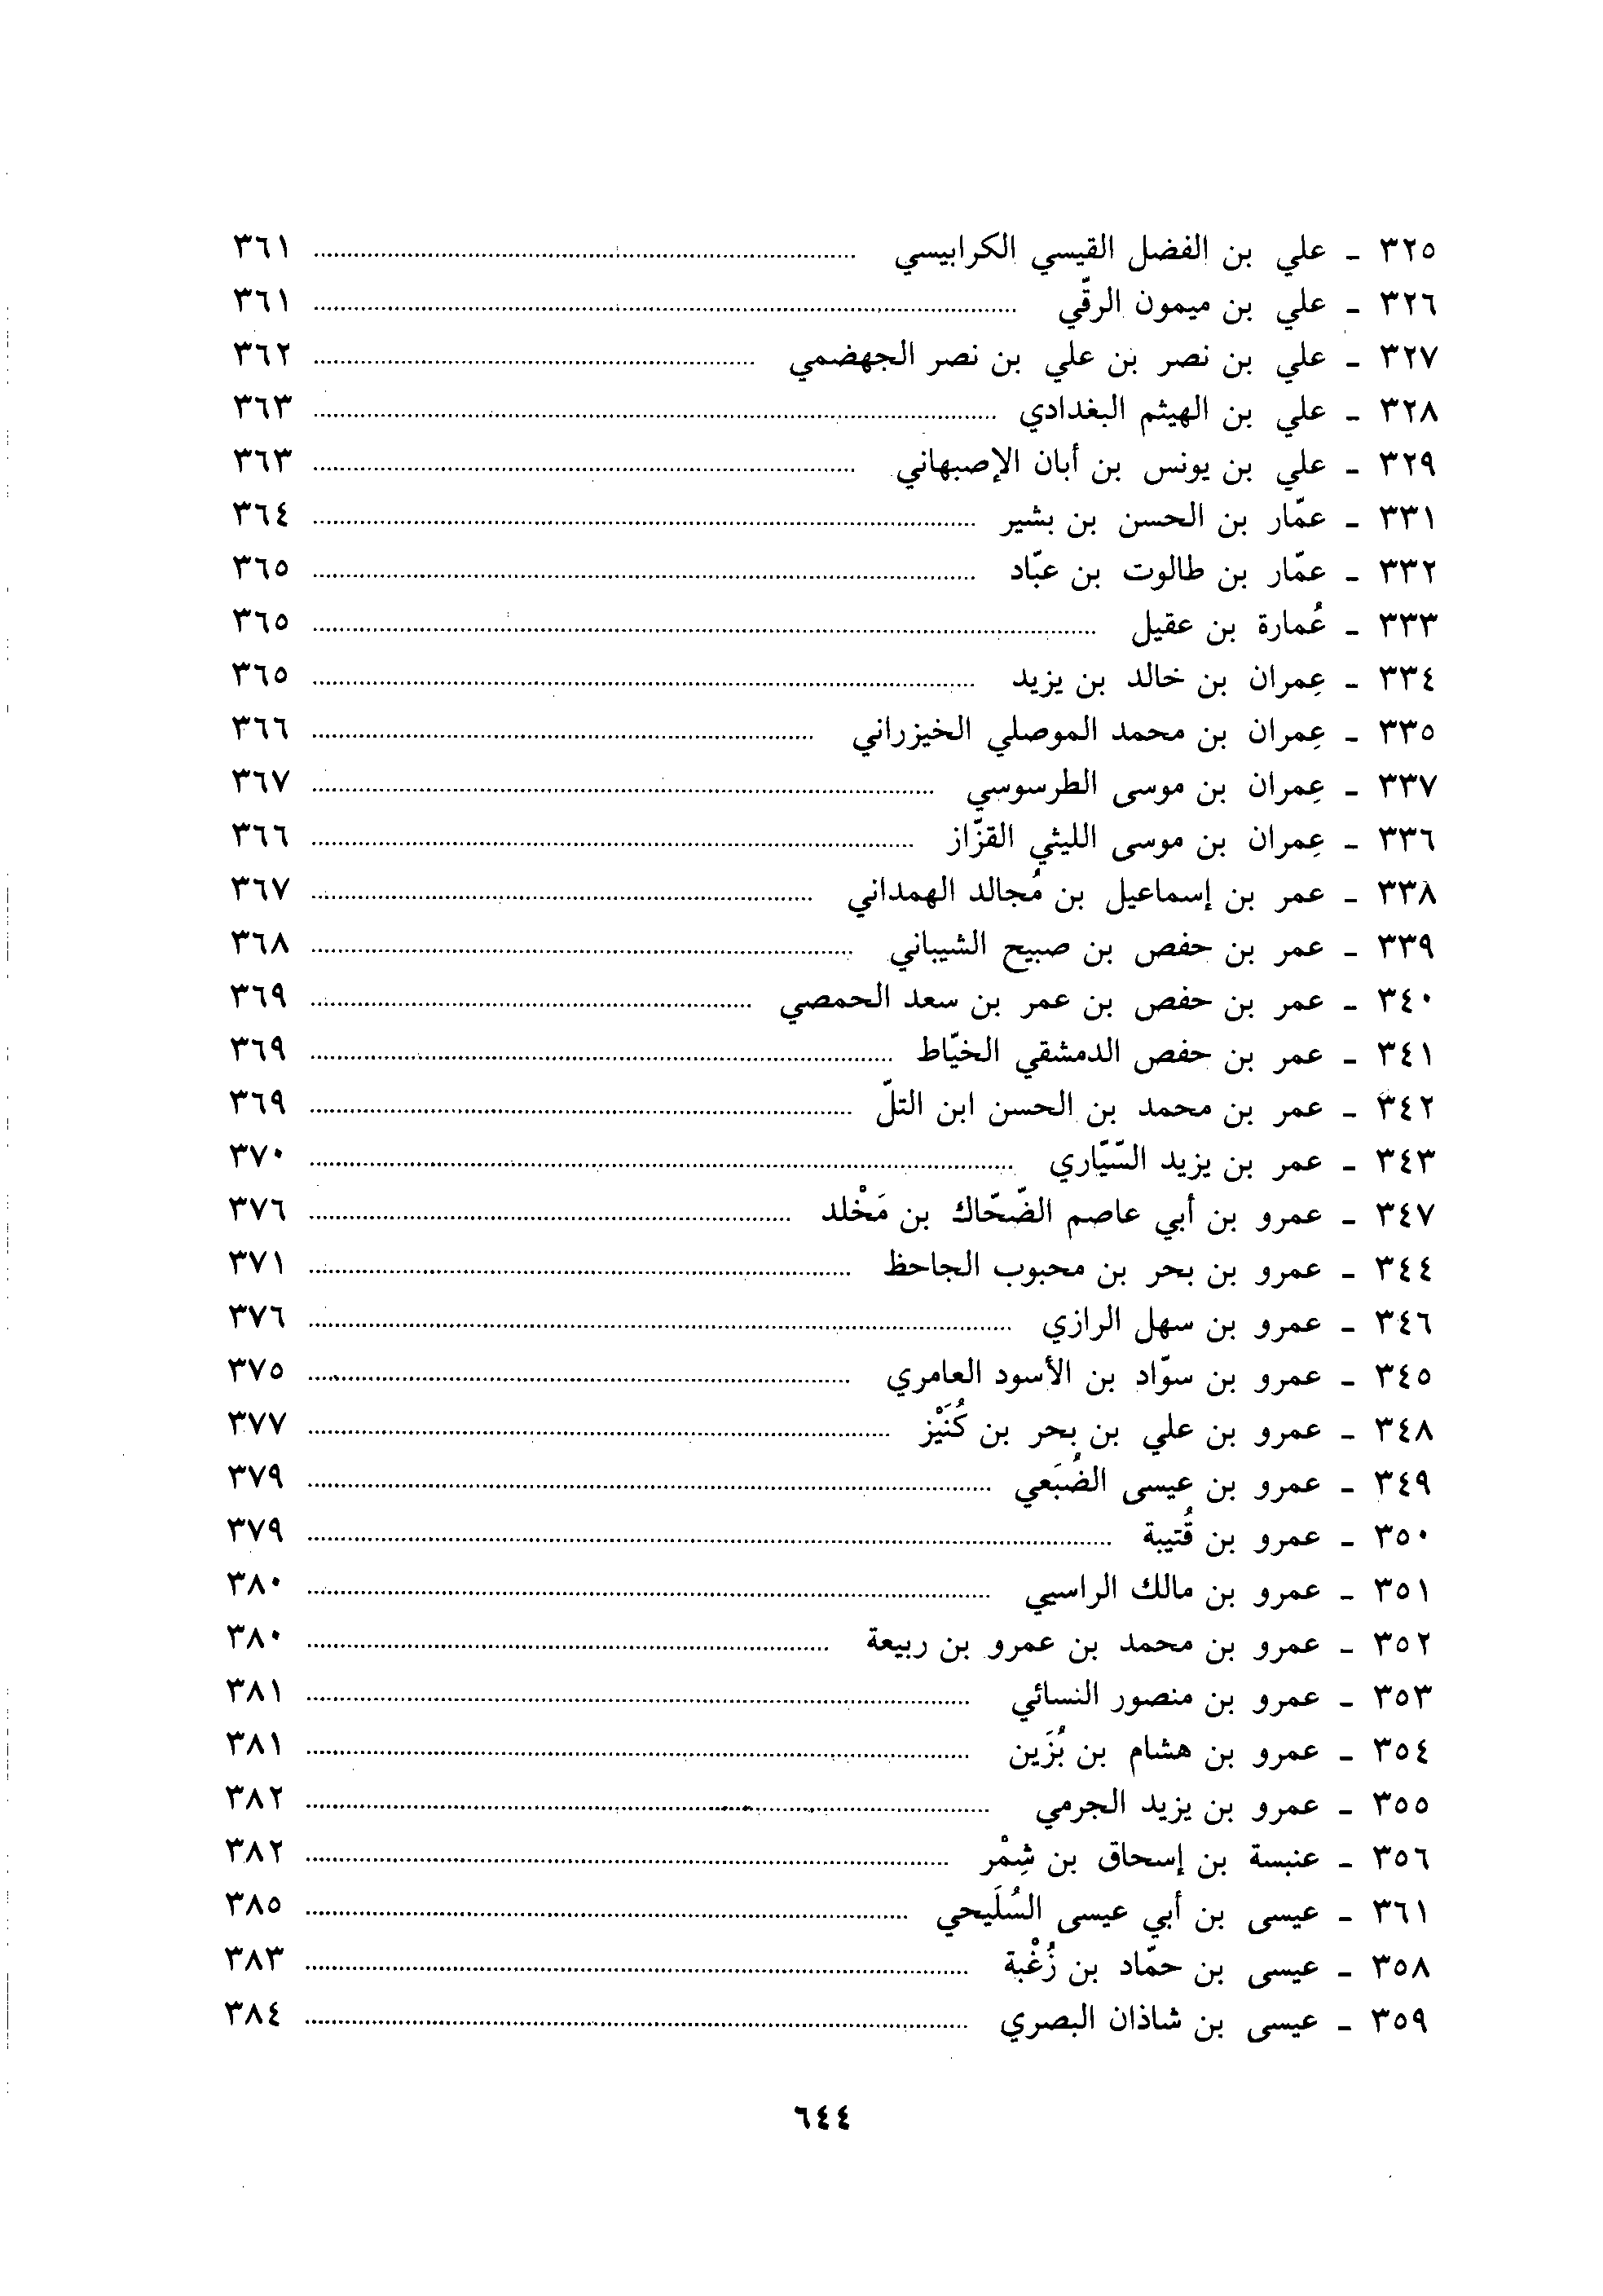 ٣٢٥ ـ علي بن الفضل القيسي الكرابيسي ........ ٣٦١
٣٢٦ ـ علي بن ميمون الرقّي ........ ٣٦١
٣٢٧ ـ علي بن نصر بن علي بن نصر الجهضمي ........ ٣٦٢
٣٢٨ ـ علي بن الهيثم البغدادي ........ ٣٦٣
٣٢٩ ـ علي بن يونس بن أبان الإصبهاني ........ ٣٦٣
٣٣١ ـ عمّار بن الحسن بن بشير ........ ٣٦٤
٣٣٢ ـ عمّار بن طالوت بن عبّاد ........ ٣٦٥
٣٣٣ ـ عُمارة بن عقيل ........ ٣٦٥
٣٣٤ ـ عِمران بن خالد بن يزيد ........ ٣٦٥
٣٣٥ ـ عِمران بن محمد الموصلي الخيزراني ........ ٣٦٦
٣٣٧ ـ عِمران بن موسى الطرسوسي ........ ٣٦٧
٣٣٦ ـ عِمران بن موسى الليثي القزّاز ........ ٣٦٦
٣٣٨ ـ عمر بن إسماعيل بن مُجالد الهمداني ........ ٣٦٧
٣٣٩ ـ عمر بن حفص بن صبيح الشيباني ........ ٣٦٨
٣٤٠ ـ عمر بن حفص بن عمر بن سعد الحمصي ........ ٣٦٩
٣٤١ ـ عمر بن حفص الدمشقي الخيّاط ........ ٣٦٩
٣٤٢ ـ عمر بن محمد بن الحسن ابن التلّ ........ ٣٦٩
٣٤٣ ـ عمر بن يزيد السّيّاري ........ ٣٧٠
٣٤٧ ـ عمرو بن أبي عاصم الضّحّاك بن مَخْلد ........ ٣٧٦
٣٤٤ ـ عمرو بن بحر بن محبوب الجاحظ ........ ٣٧١
٣٤٦ ـ عمرو بن سهل الرازي ........ ٣٧٦
٣٤٥ ـ عمرو بن سوّاد بن الأسود العامري ........ ٣٧٥
٣٤٨ ـ عمرو بن علي بن بحر بن كُنَيْز ........ ٣٧٧
٣٤٩ ـ عمرو بن عيسى الضُبَعي ........ ٣٧٩
٣٥٠ ـ عمرو بن قُتيبة ........ ٣٧٩
٣٥١ ـ عمرو بن مالك الراسبي ........ ٣٨٠
٣٥٢ ـ عمرو بن محمد بن عمرو بن ربيعة ........ ٣٨٠
٣٥٣ ـ عمرو بن منصور النسائي ........ ٣٨١
٣٥٤ ـ عمرو بن هشام بن بُزَين ........ ٣٨١
٣٥٥ ـ عمرو بن يزيد الجرمي ........ ٣٨٢
٣٥٦ ـ عنبسة بن إسحاق بن شِمْر ........ ٣٨٢
٣٦١ ـ عيسى بن أبي عيسى السُلَيحي ........ ٣٨٥
٣٥٨ ـ عيسى بن حمّاد بن زُغْبة ........ ٣٨٣
٣٥٩ ـ عيسى بن شاذان البصري ........ ٣٨٤
٦٤٤